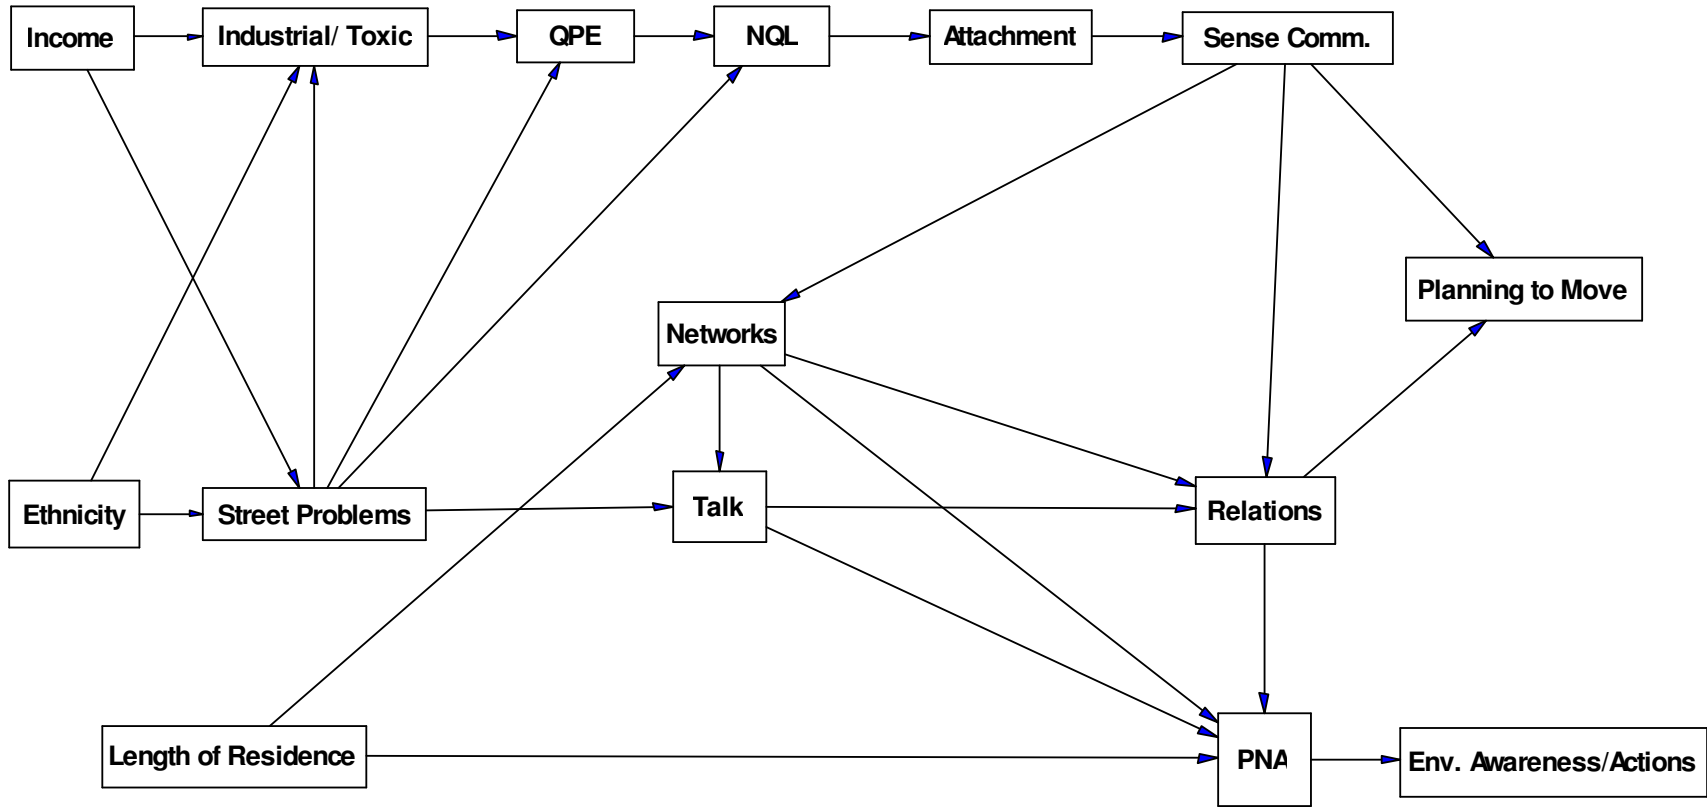 Income
Industrial/ Toxic
QPE
NQL
Attachment
Sense Comm.
Planning to Move
Networks
Ethnicity
Street Problems
Talk
Relations
Length of Residence
PNA
Env. Awareness/Actions